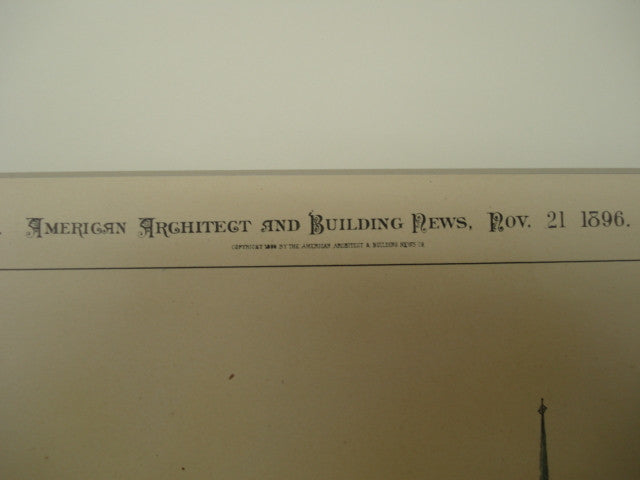 . American Architect and Building News, Nov. 21 1896.
Copyright 1896 by the American Architect & Building News Co